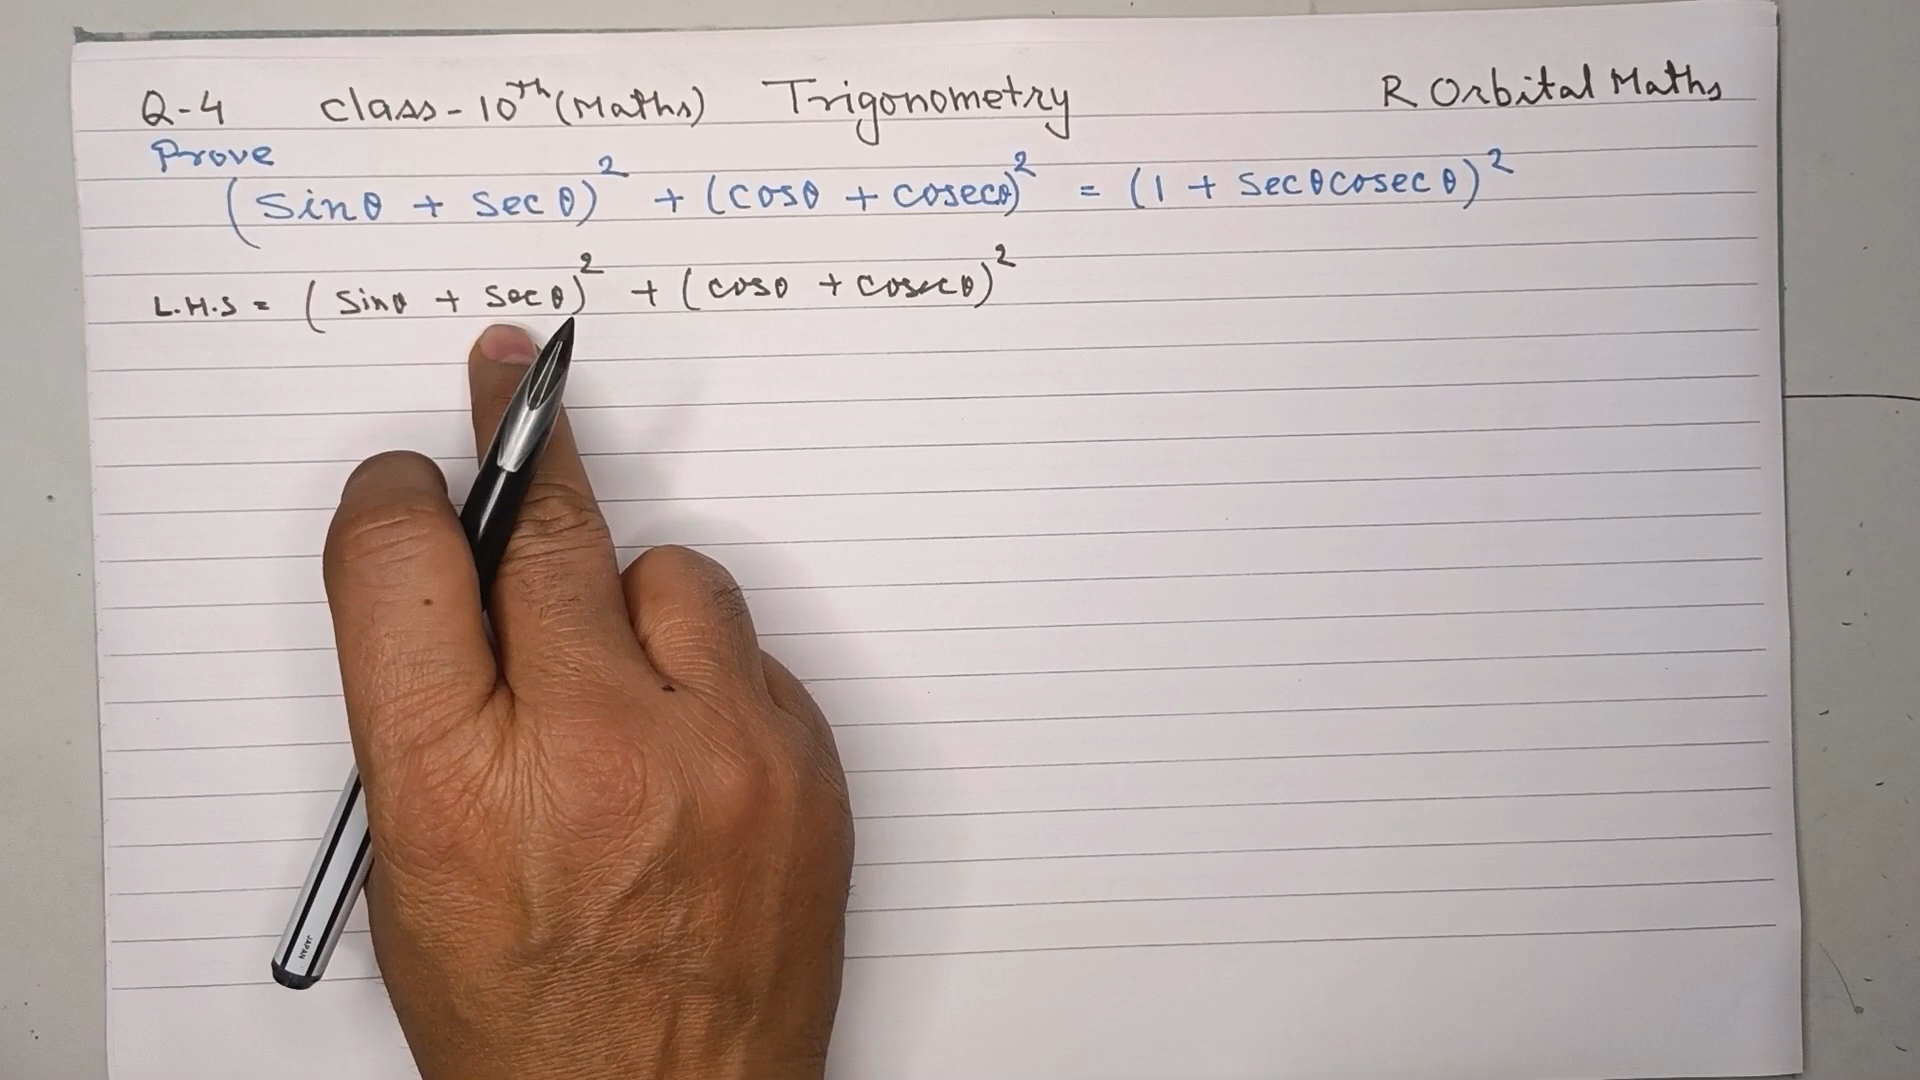 Q-4 Class-10th (Maths) Trigonometry R Orbital Maths
Prove
(sinθ + secθ)² + (cosθ + cosecθ)² = (1 + secθcosecθ)²
L.H.S = (sinθ + secθ)² + (cosθ + cosecθ)²
JAPAN